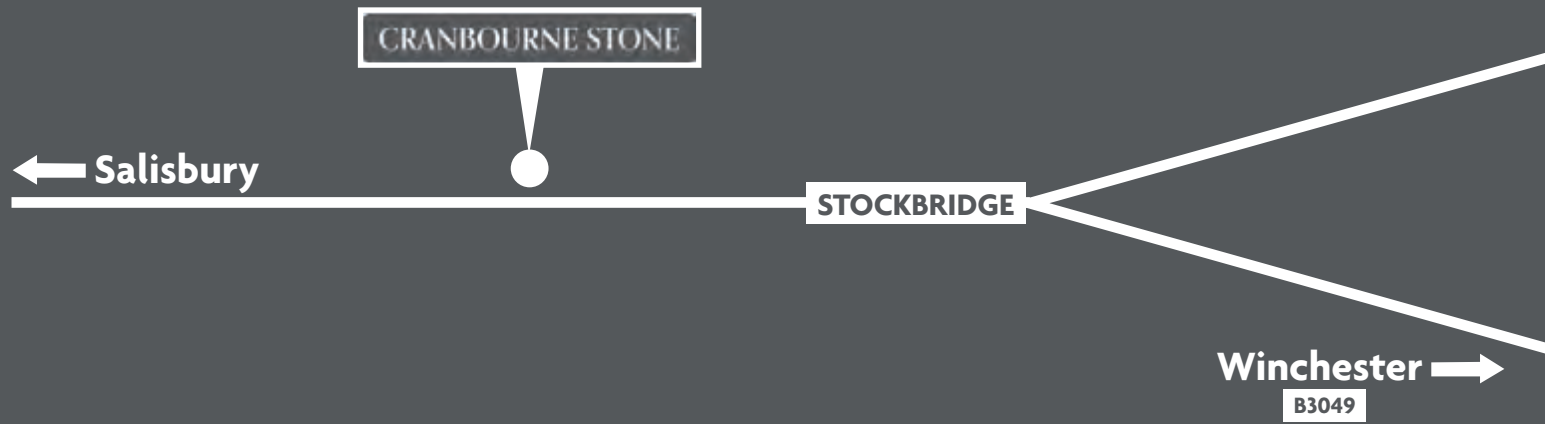 CRANBOURNE STONE
Salisbury
STOCKBRIDGE
Winchester
B3049